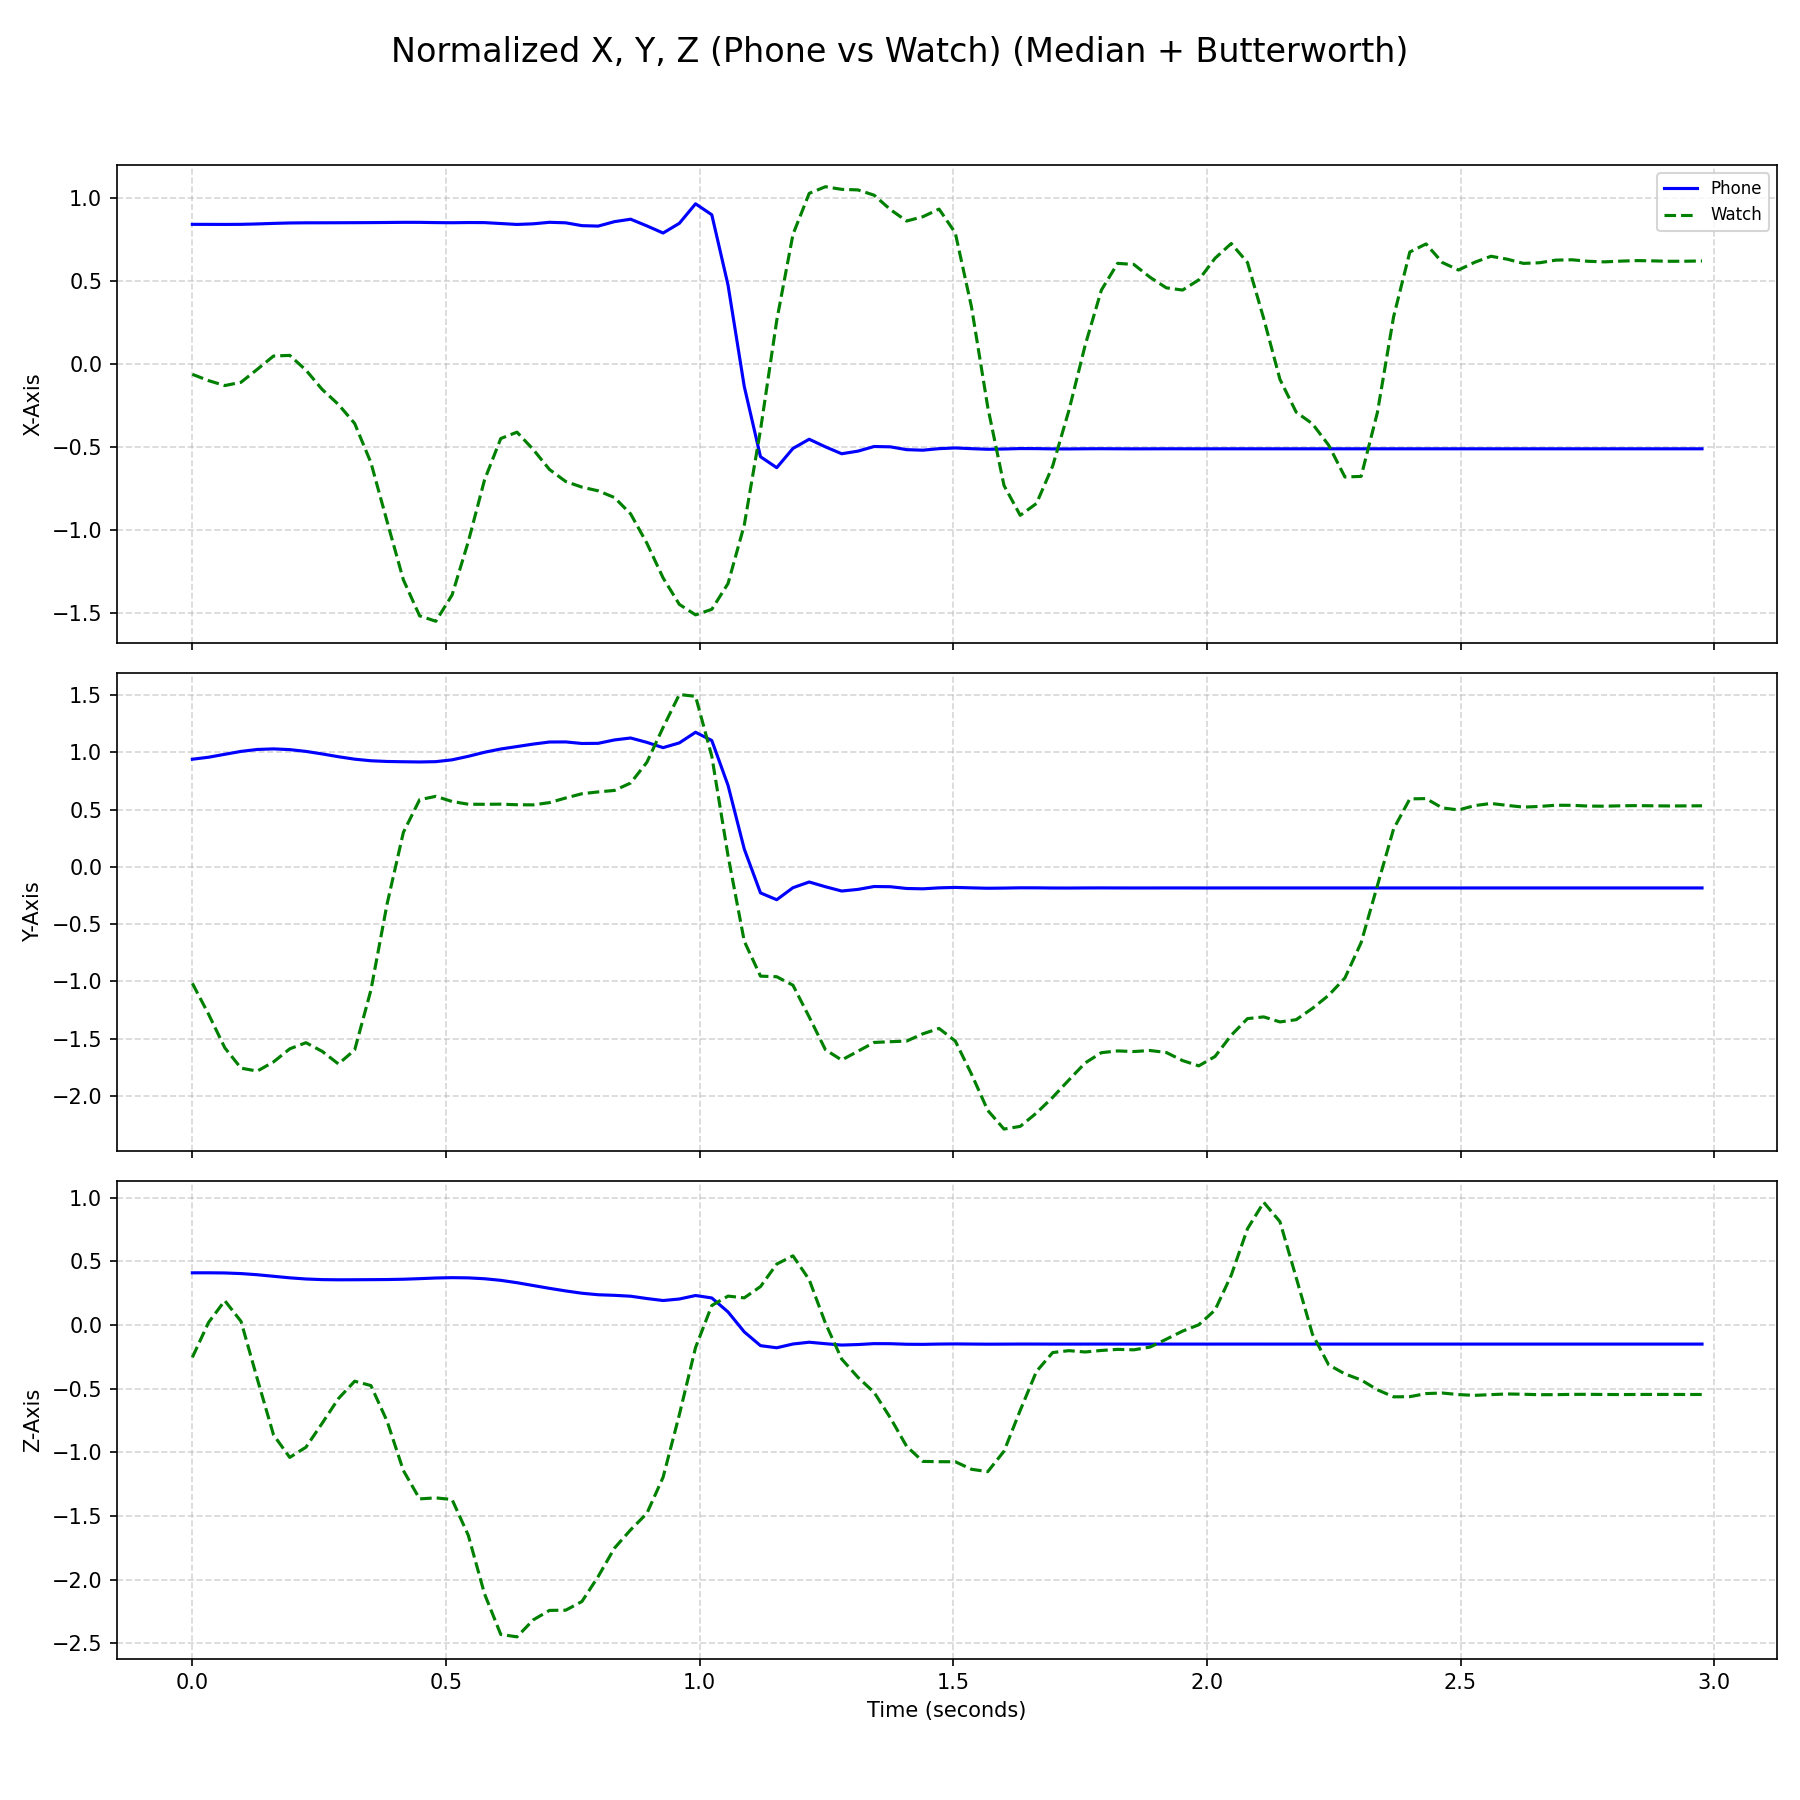 Normalized X, Y, Z (Phone vs Watch) (Median + Butterworth)
Phone
Watch
1.0
0.5
0.0
−0.5
−1.0
−1.5
X-Axis
1.5
1.0
0.5
0.0
−0.5
−1.0
−1.5
−2.0
Y-Axis
1.0
0.5
0.0
−0.5
−1.0
−1.5
−2.0
−2.5
Z-Axis
0.0 0.5 1.0 1.5 2.0 2.5 3.0
Time (seconds)